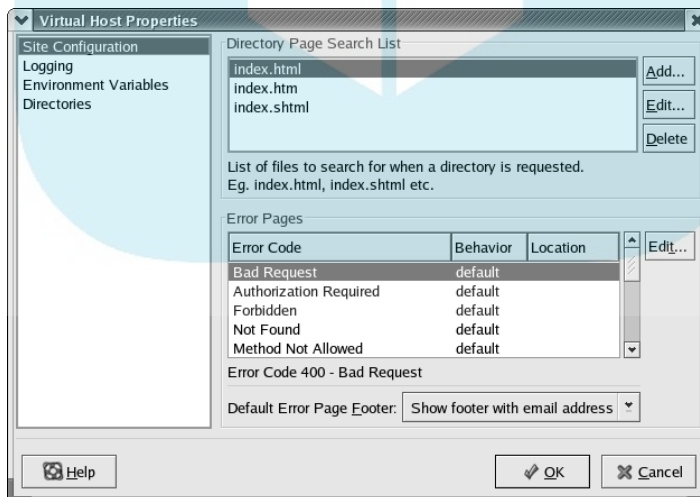 Virtual Host Properties
Site Configuration
Logging
Environment Variables
Directories
Directory Page Search List
index.html
index.htm
index.shtml
Add...
Edit...
Delete
List of files to search for when a directory is requested.
Eg. index.html, index.shtml etc.
Error Pages
Error Code Behavior Location
Bad Request default
Authorization Required default
Forbidden default
Not Found default
Method Not Allowed default
Edit...
Error Code 400 - Bad Request
Default Error Page Footer: Show footer with email address
Help OK Cancel